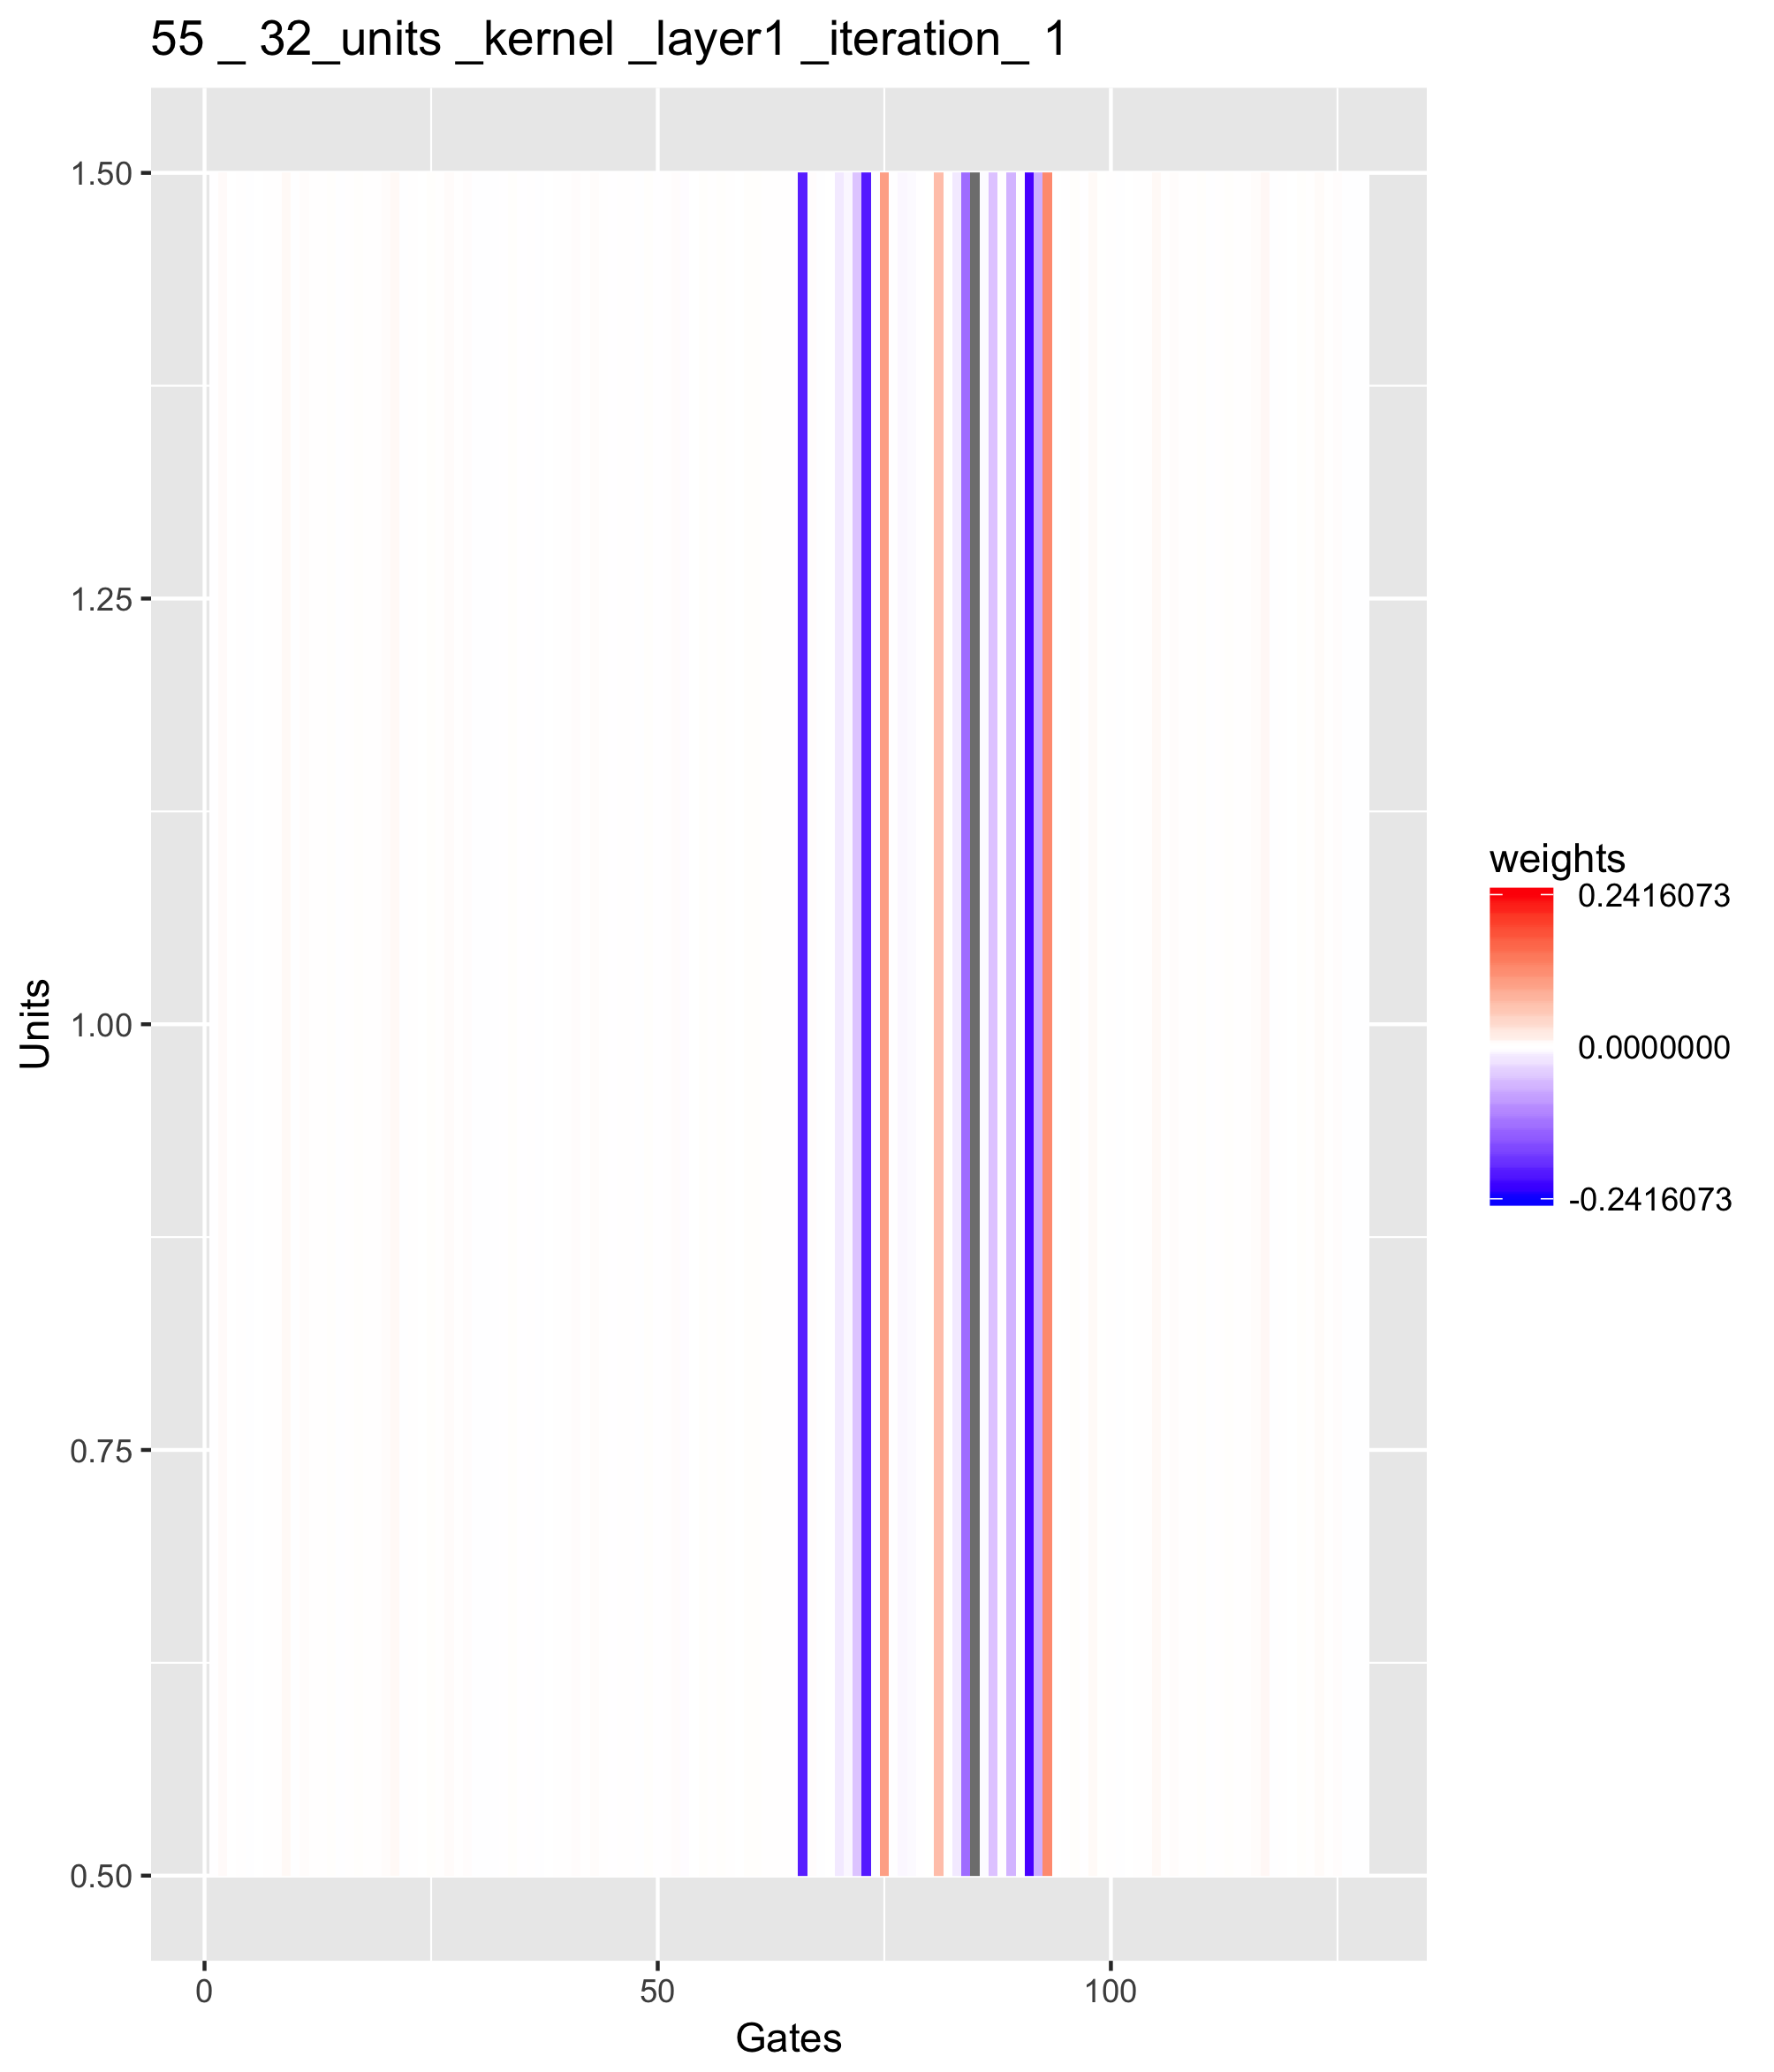 55 _ 32_units _kernel _layer1 _iteration_ 1
1.50
1.25
1.00
0.75
0.50
Units
0
50
100
Gates
weights
0.2416073
0.0000000
-0.2416073